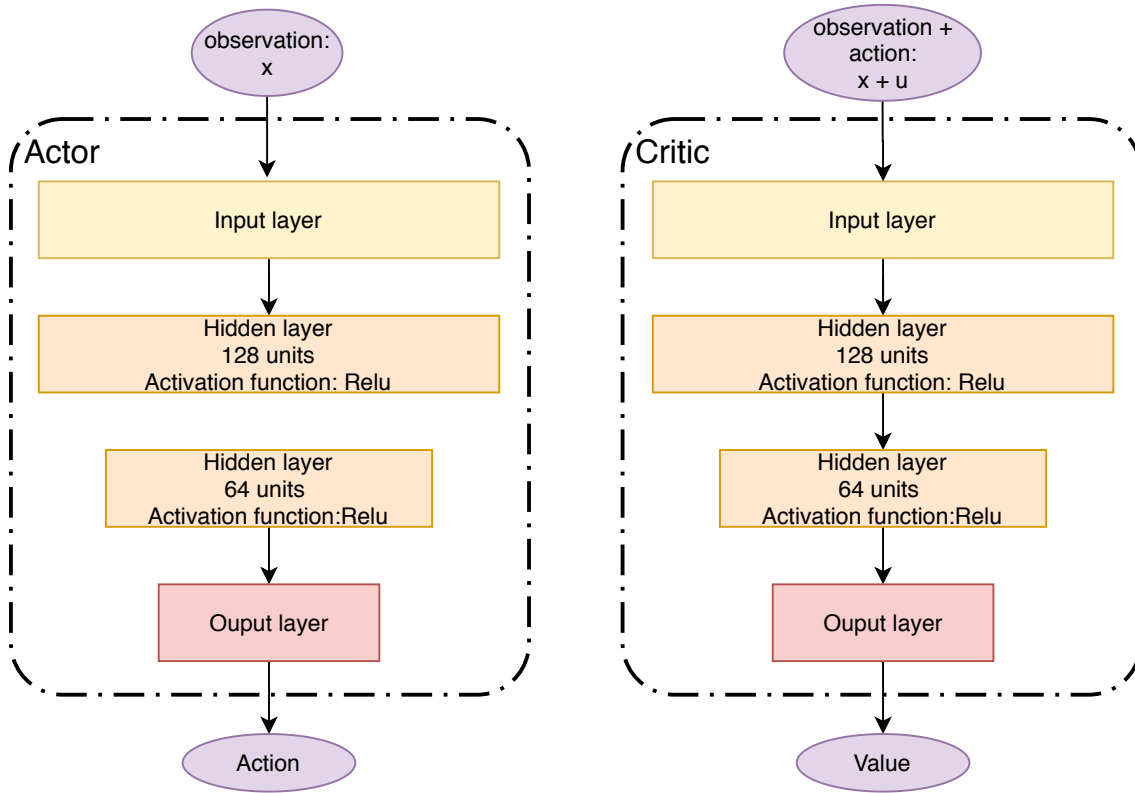 observation:
x
Actor
Input layer
Hidden layer
128 units
Activation function: Relu
Hidden layer
64 units
Activation function:Relu
Ouput layer
Action
observation +
action:
x + u
Critic
Input layer
Hidden layer
128 units
Activation function: Relu
Hidden layer
64 units
Activation function:Relu
Ouput layer
Value